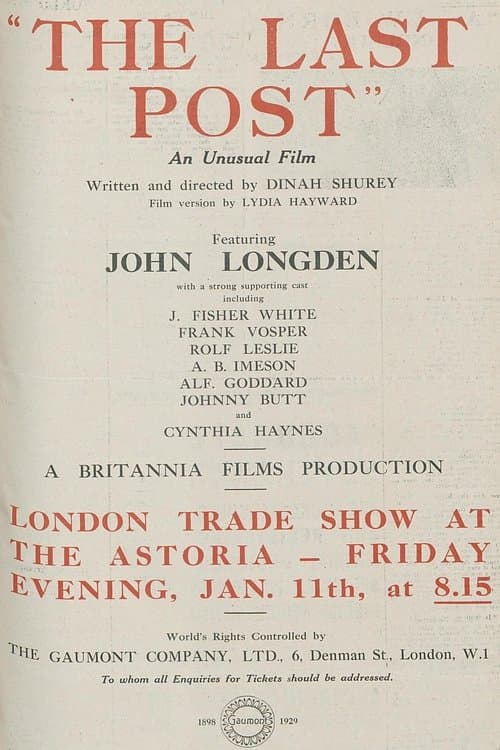 "THE LAST
POST"
An Unusual Film
Written and directed by DINAH SHUREY
Film version by LYDIA HAYWARD
Featuring
JOHN LONGDEN
with a strong supporting cast
including
J. FISHER WHITE
FRANK VOSPER
ROLF LESLIE
A. B. IMESON
ALF. GODDARD
JOHNNY BUTT
and
CYNTHIA HAYNES
A BRITANNIA FILMS PRODUCTION
LONDON TRADE SHOW AT
THE ASTORIA – FRIDAY
EVENING, JAN. 11th, at 8.15
World's Rights Controlled by
THE GAUMONT COMPANY, LTD., 6, Denman St., London, W.1
To whom all Enquiries for Tickets should be addressed.
1898 Gaumont 1929